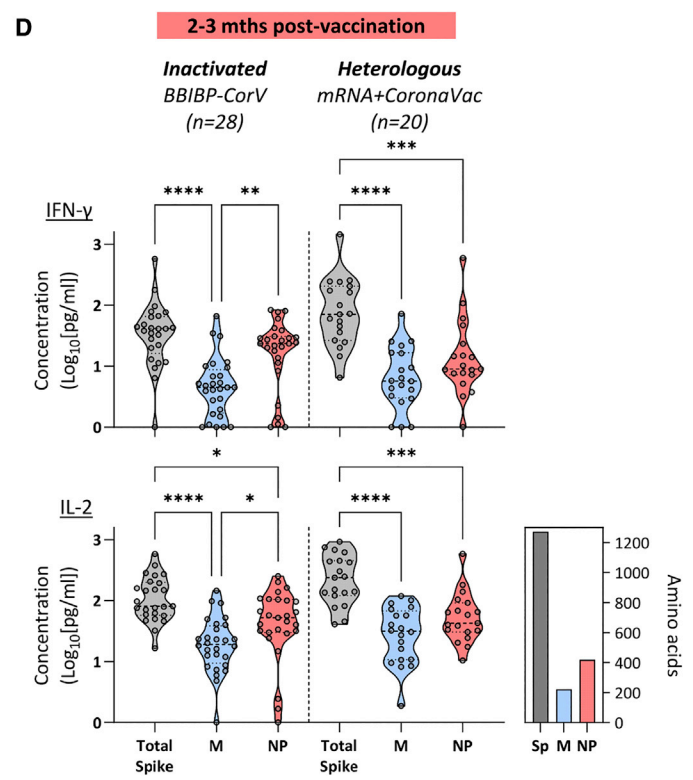 D
2-3 mths post-vaccination
Inactivated
BBIBP-CorV
(n=28)
Heterologous
mRNA+CoronaVac
(n=20)
***
**** ** ****
IFN-γ
Concentration
(Log10[pg/ml])
3
2
1
0
* ***
**** * ****
IL-2
Concentration
(Log10[pg/ml])
3
2
1
0
Total
Spike
M
NP
Total
Spike
M
NP
1200
1000
800
600
400
200
0
Amino acids
Sp M NP